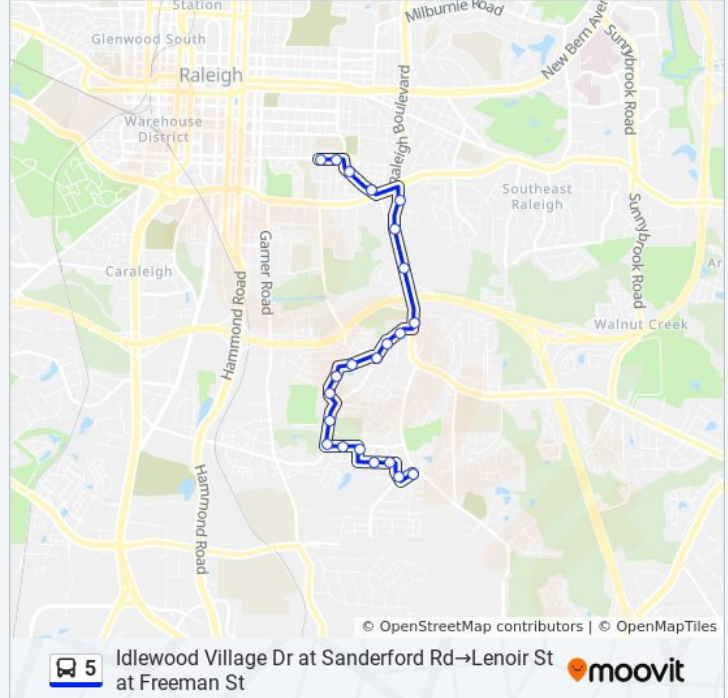 Station
Milburnie Road
Glenwood South
New Bern Aven
Sunnybrook Road
Raleigh
Raleigh Boulevard
Warehouse
District
Southeast
Raleigh
Sunnybrook Road
Garner Road
Ar
Caraleigh
Hammond Road
Walnut Creek
Hammond Road
© OpenStreetMap contributors | © OpenMapTiles
5
Idlewood Village Dr at Sanderford Rd→Lenoir St
at Freeman St
moovit